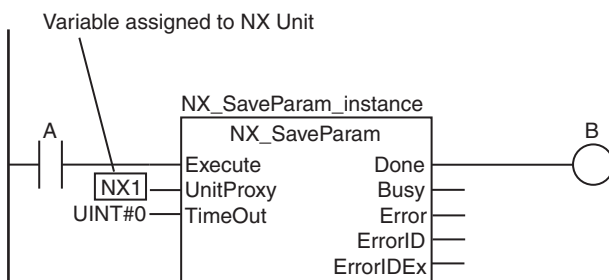 Variable assigned to NX Unit
NX_SaveParam_instance
A
NX_SaveParam
B
Execute
Done
NX1
UnitProxy
Busy
UINT#0
TimeOut
Error
ErrorID
ErrorIDEx